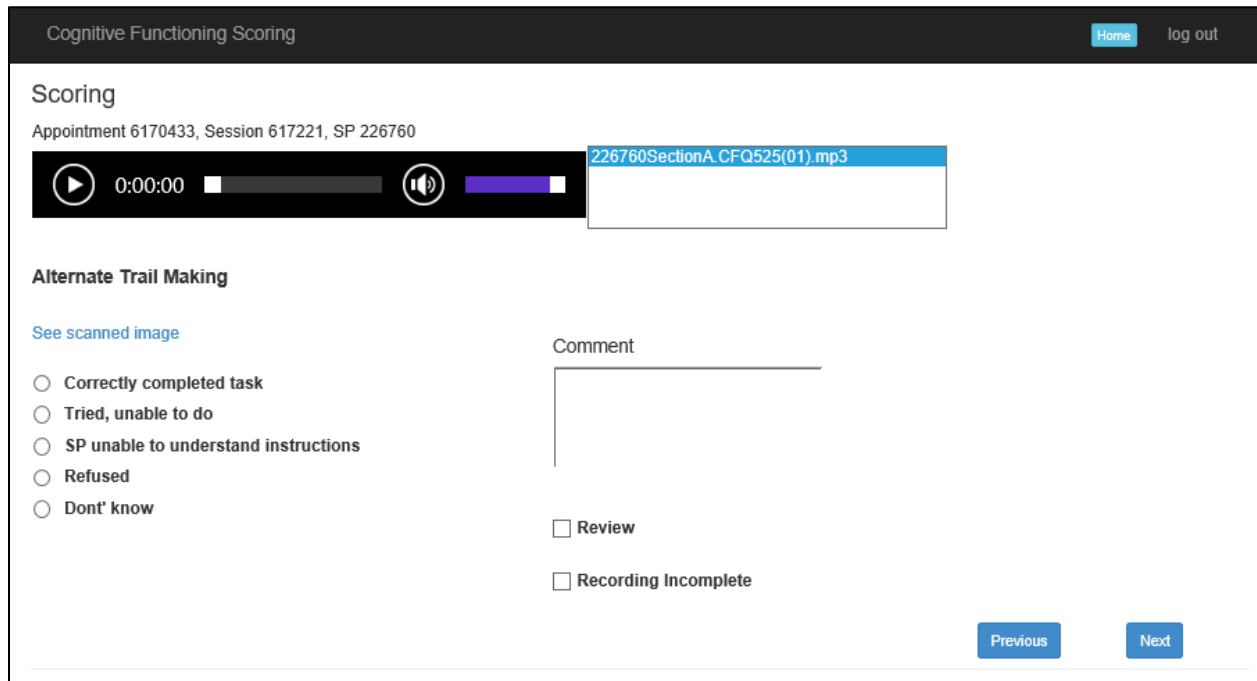 Cognitive Functioning Scoring Home log out
Scoring
Appointment 6170433, Session 617221, SP 226760
0:00:00
226760SectionA.CFQ525(01).mp3
Alternate Trail Making
See scanned image
Comment
Correctly completed task
Tried, unable to do
SP unable to understand instructions
Refused
Dont' know
Review
Recording Incomplete
Previous Next